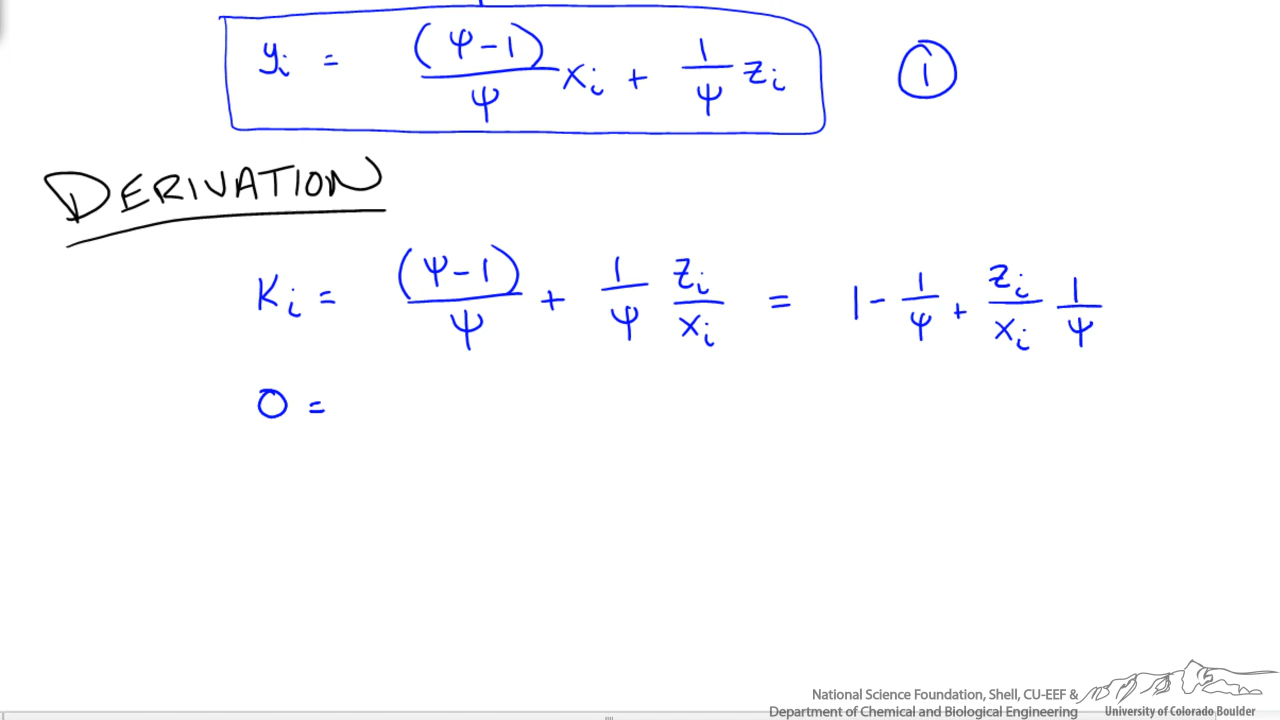 yᵢ = (ψ-1)/ψ xᵢ + 1/ψ zᵢ ①
DERIVATION
Kᵢ = (ψ-1)/ψ + 1/ψ zᵢ/xᵢ = 1 - 1/ψ + zᵢ/xᵢ 1/ψ
0 =
National Science Foundation, Shell, CU-EEF &
Department of Chemical and Biological Engineering University of Colorado Boulder